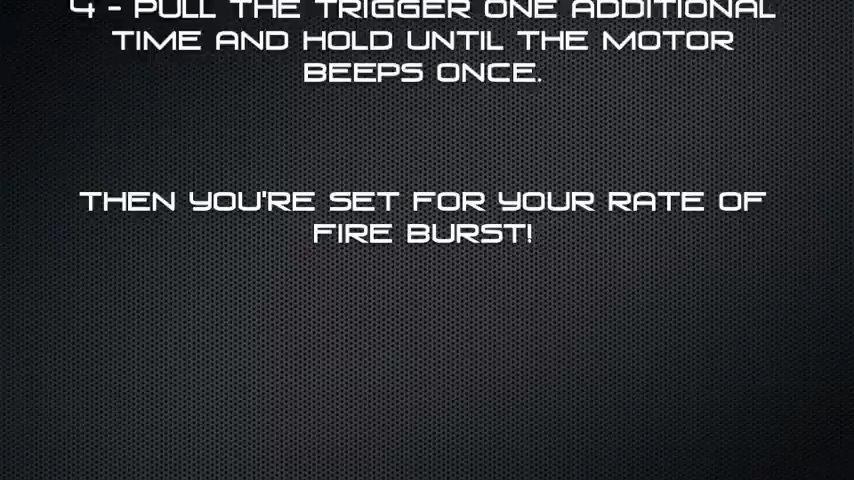 4 - PULL THE TRIGGER ONE ADDITIONAL
TIME AND HOLD UNTIL THE MOTOR
BEEPS ONCE.
THEN YOU'RE SET FOR YOUR RATE OF
FIRE BURST!